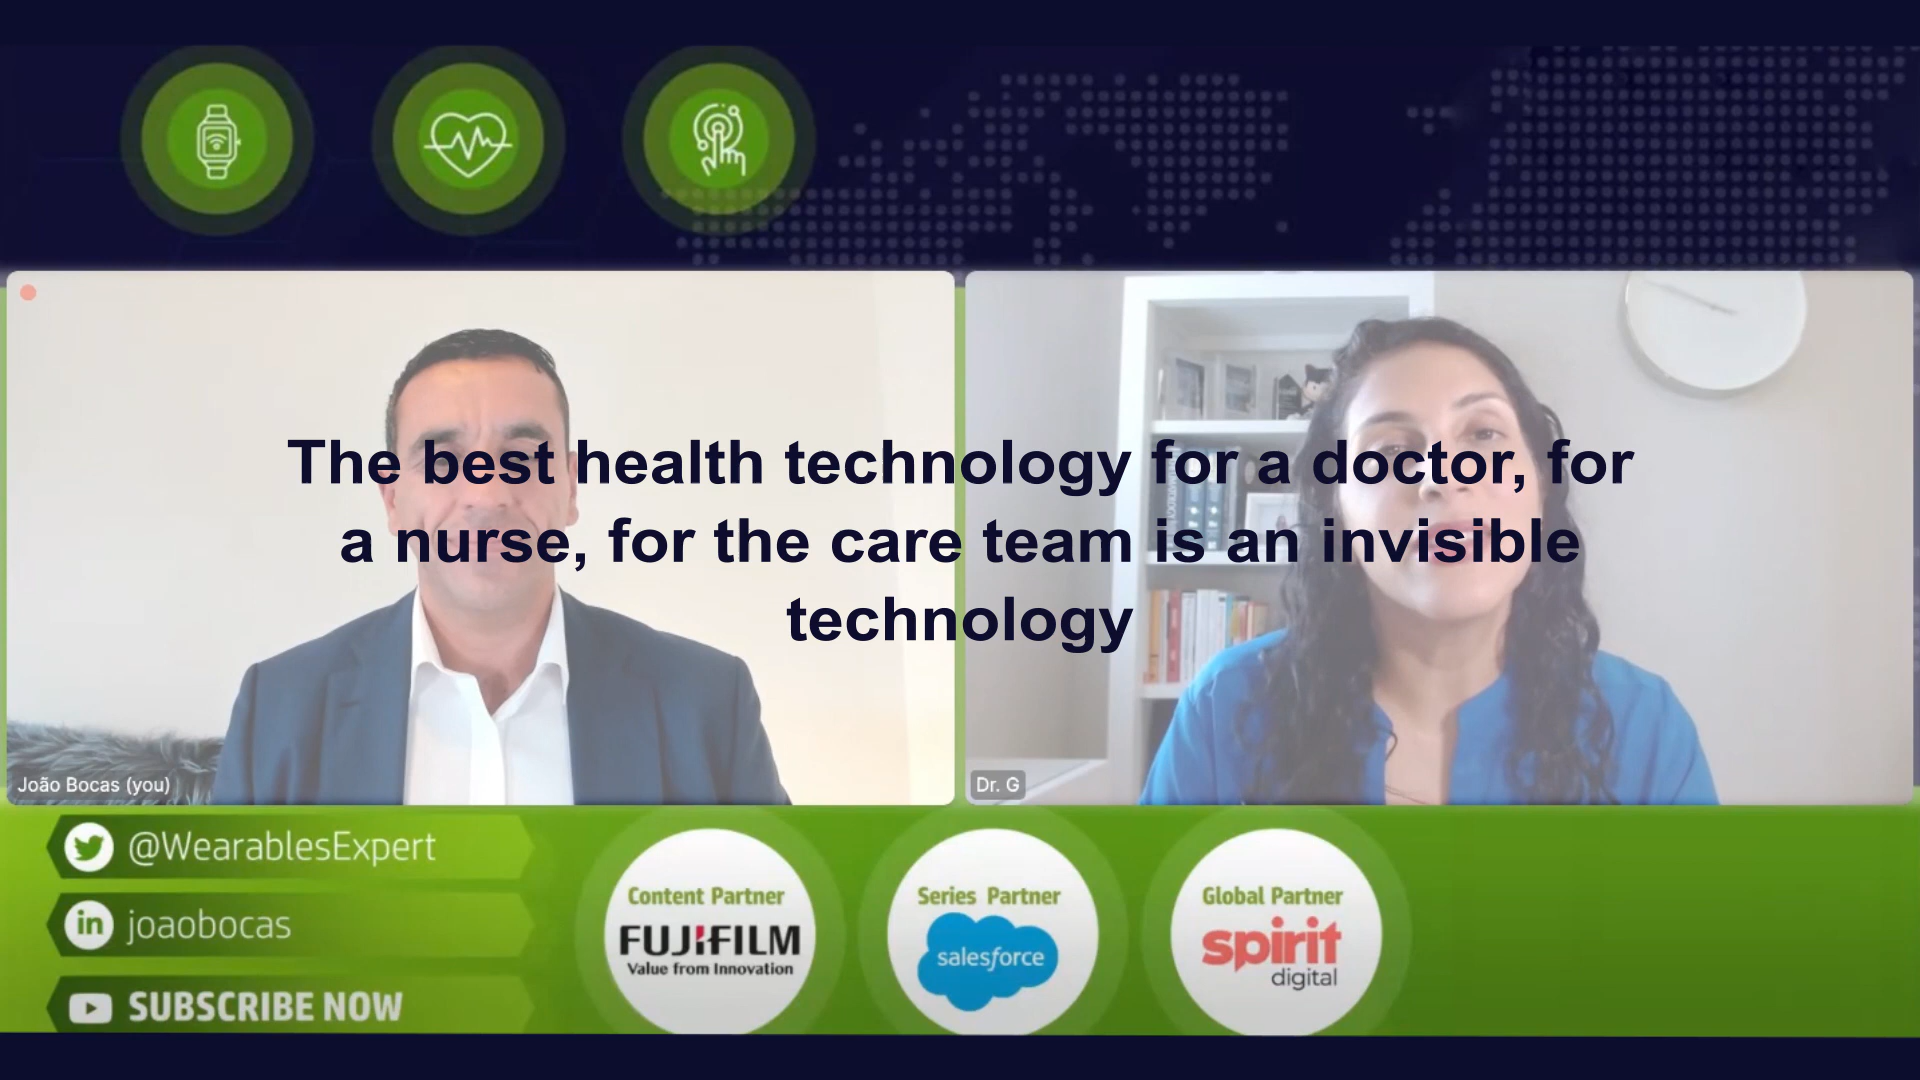 The best health technology for a doctor, for
a nurse, for the care team is an invisible
technology
João Bocas (you)
Dr. G
@WearablesExpert
in joaobocas
SUBSCRIBE NOW
Content Partner
FUJIFILM
Value from Innovation
Series Partner
salesforce
Global Partner
spirit
digital